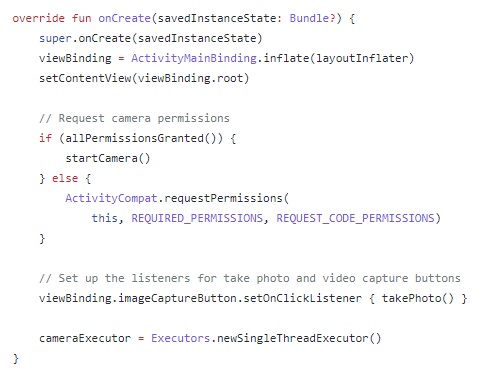 override fun onCreate(savedInstanceState: Bundle?) {
    super.onCreate(savedInstanceState)
    viewBinding = ActivityMainBinding.inflate(layoutInflater)
    setContentView(viewBinding.root)

    // Request camera permissions
    if (allPermissionsGranted()) {
        startCamera()
    } else {
        ActivityCompat.requestPermissions(
            this, REQUIRED_PERMISSIONS, REQUEST_CODE_PERMISSIONS)
    }

    // Set up the listeners for take photo and video capture buttons
    viewBinding.imageCaptureButton.setOnClickListener { takePhoto() }

    cameraExecutor = Executors.newSingleThreadExecutor()
}